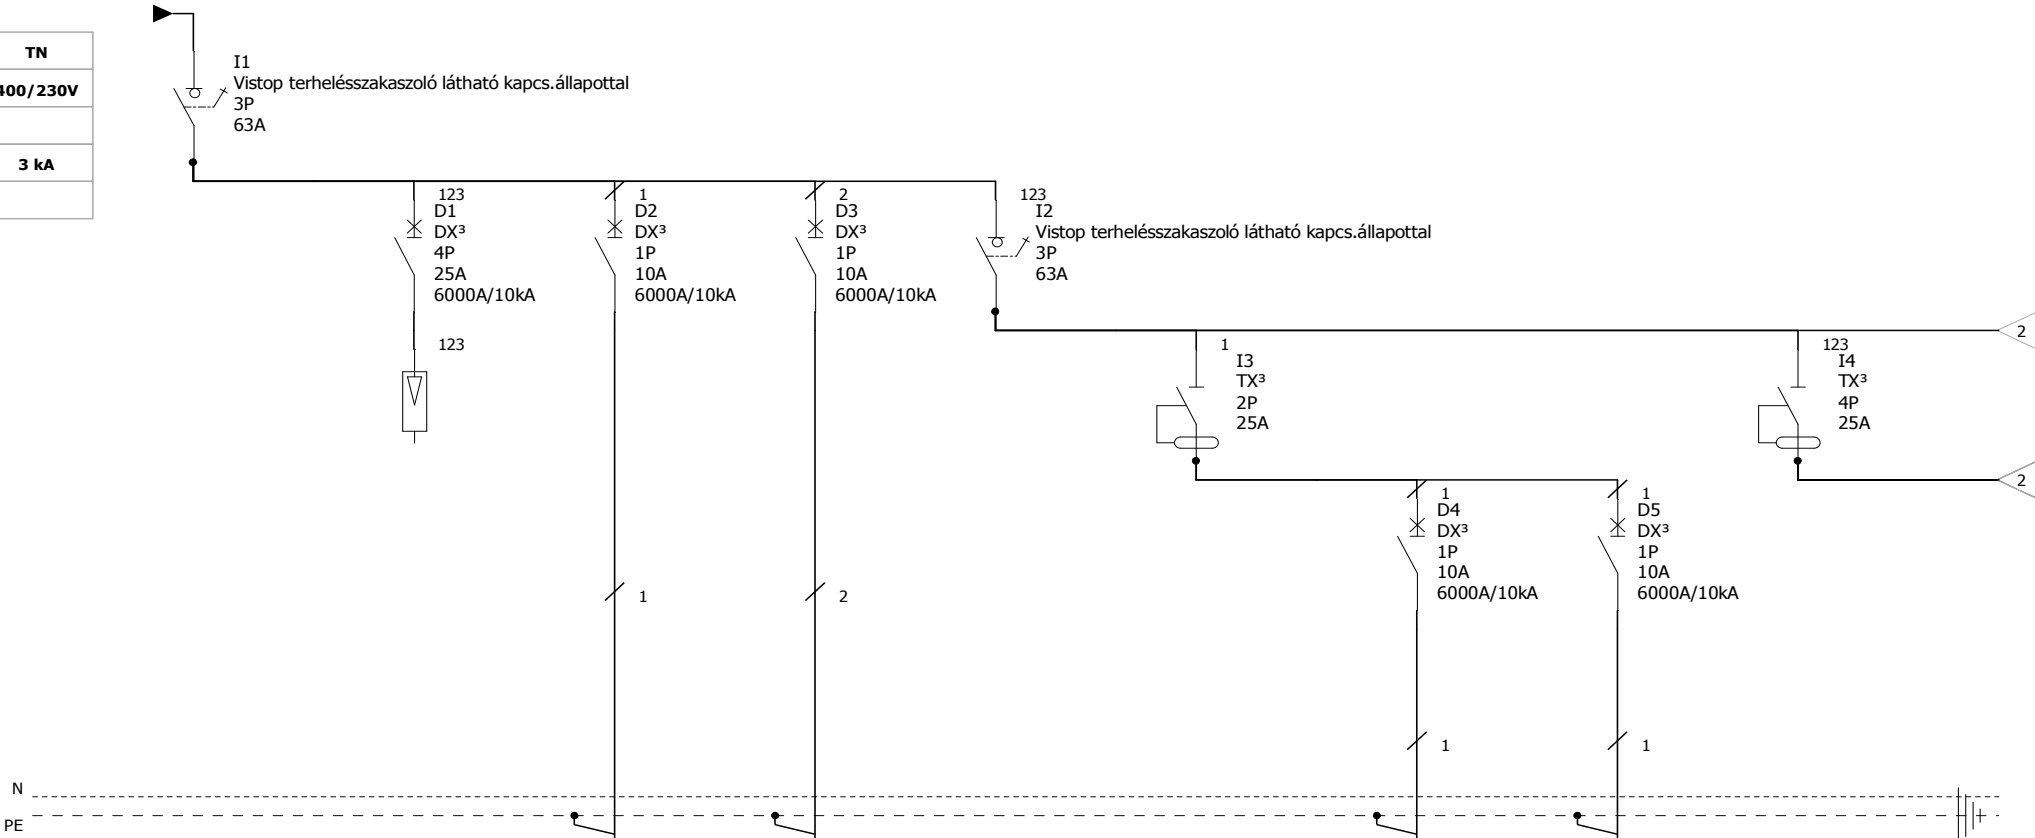 TN
400/230V
3 kA
I1
Vistop terhelésszakaszoló látható kapcs.állapottal
3P
63A
123
D1
DX³
4P
25A
6000A/10kA
123
1
D2
DX³
1P
10A
6000A/10kA
1
2
D3
DX³
1P
10A
6000A/10kA
2
123
I2
Vistop terhelésszakaszoló látható kapcs.állapottal
3P
63A
1
I3
TX³
2P
25A
1
D4
DX³
1P
10A
6000A/10kA
1
1
D5
DX³
1P
10A
6000A/10kA
1
123
I4
TX³
4P
25A
2
2
N
PE